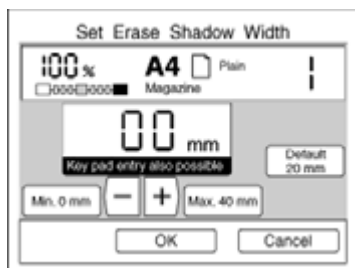 Set Erase Shadow Width
100 %
A4
Plain
Magazine
1
00 mm
Key pad entry also possible
Default
20 mm
Min. 0 mm
−
+
Max. 40 mm
OK
Cancel